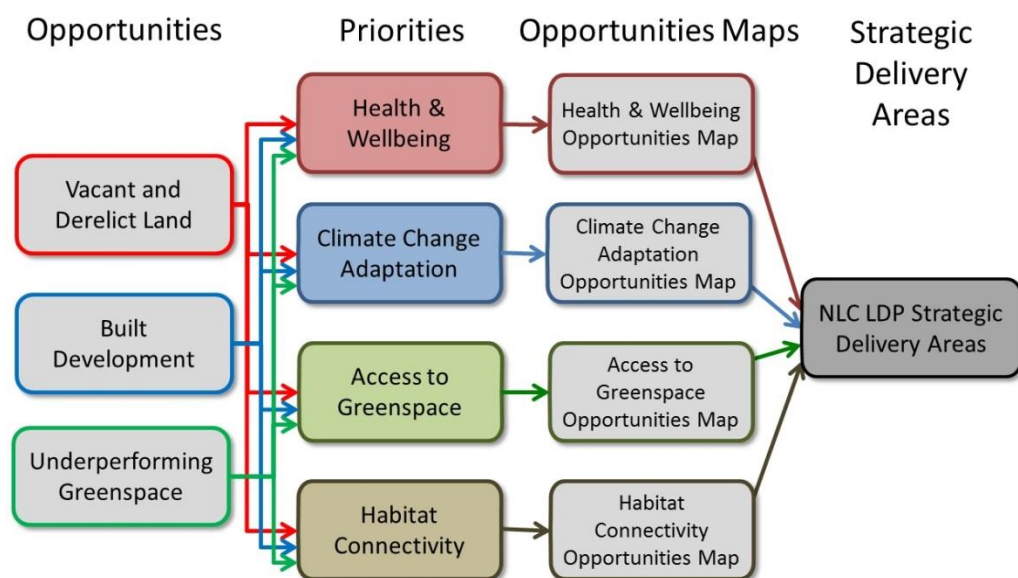 Opportunities
Priorities
Opportunities Maps
Strategic
Delivery
Areas
Vacant and
Derelict Land
Built
Development
Underperforming
Greenspace
Health &
Wellbeing
Climate Change
Adaptation
Access to
Greenspace
Habitat
Connectivity
Health & Wellbeing
Opportunities Map
Climate Change
Adaptation
Opportunities Map
Access to
Greenspace
Opportunities Map
Habitat
Connectivity
Opportunities Map
NLC LDP Strategic
Delivery Areas